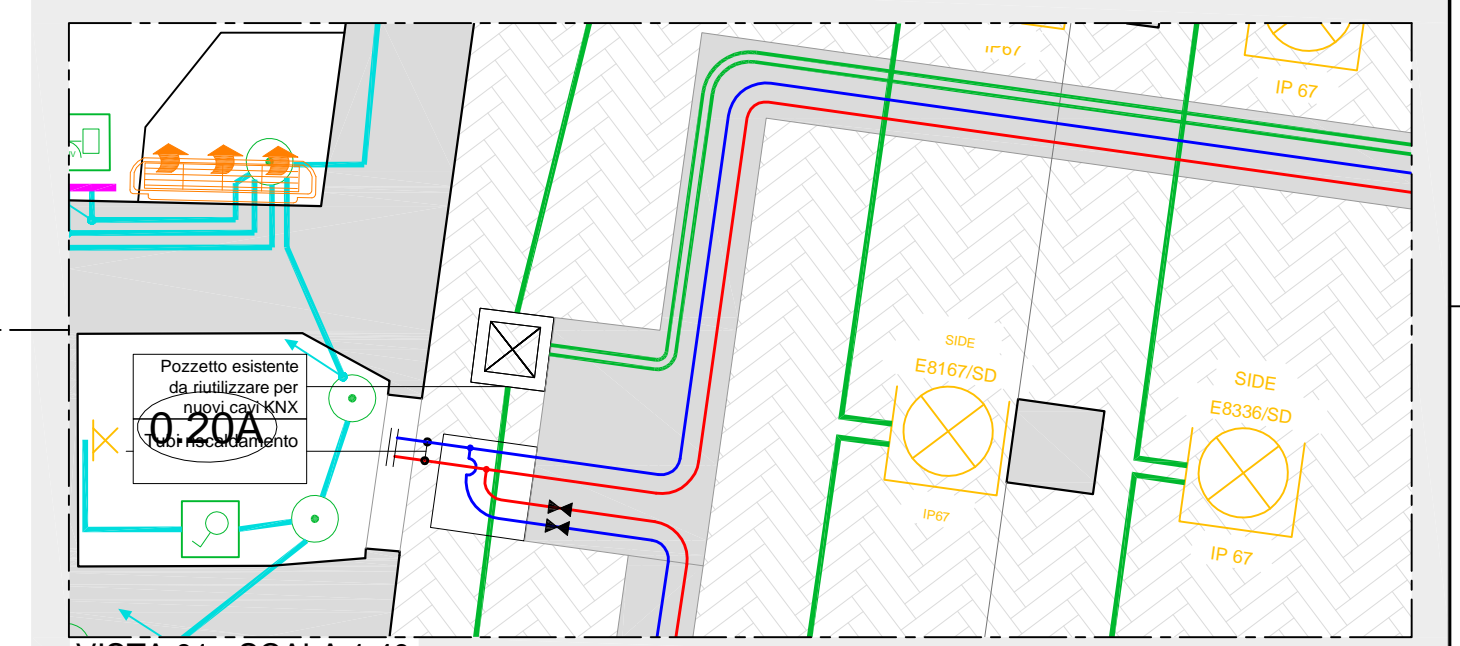 IP67
IP 67
SIDE
E8167/SD
IP67
SIDE
E8336/SD
IP 67
Pozzetto esistente
da riutilizzare per
nuovi cavi KNX
0.20A
Tubi riscaldamento